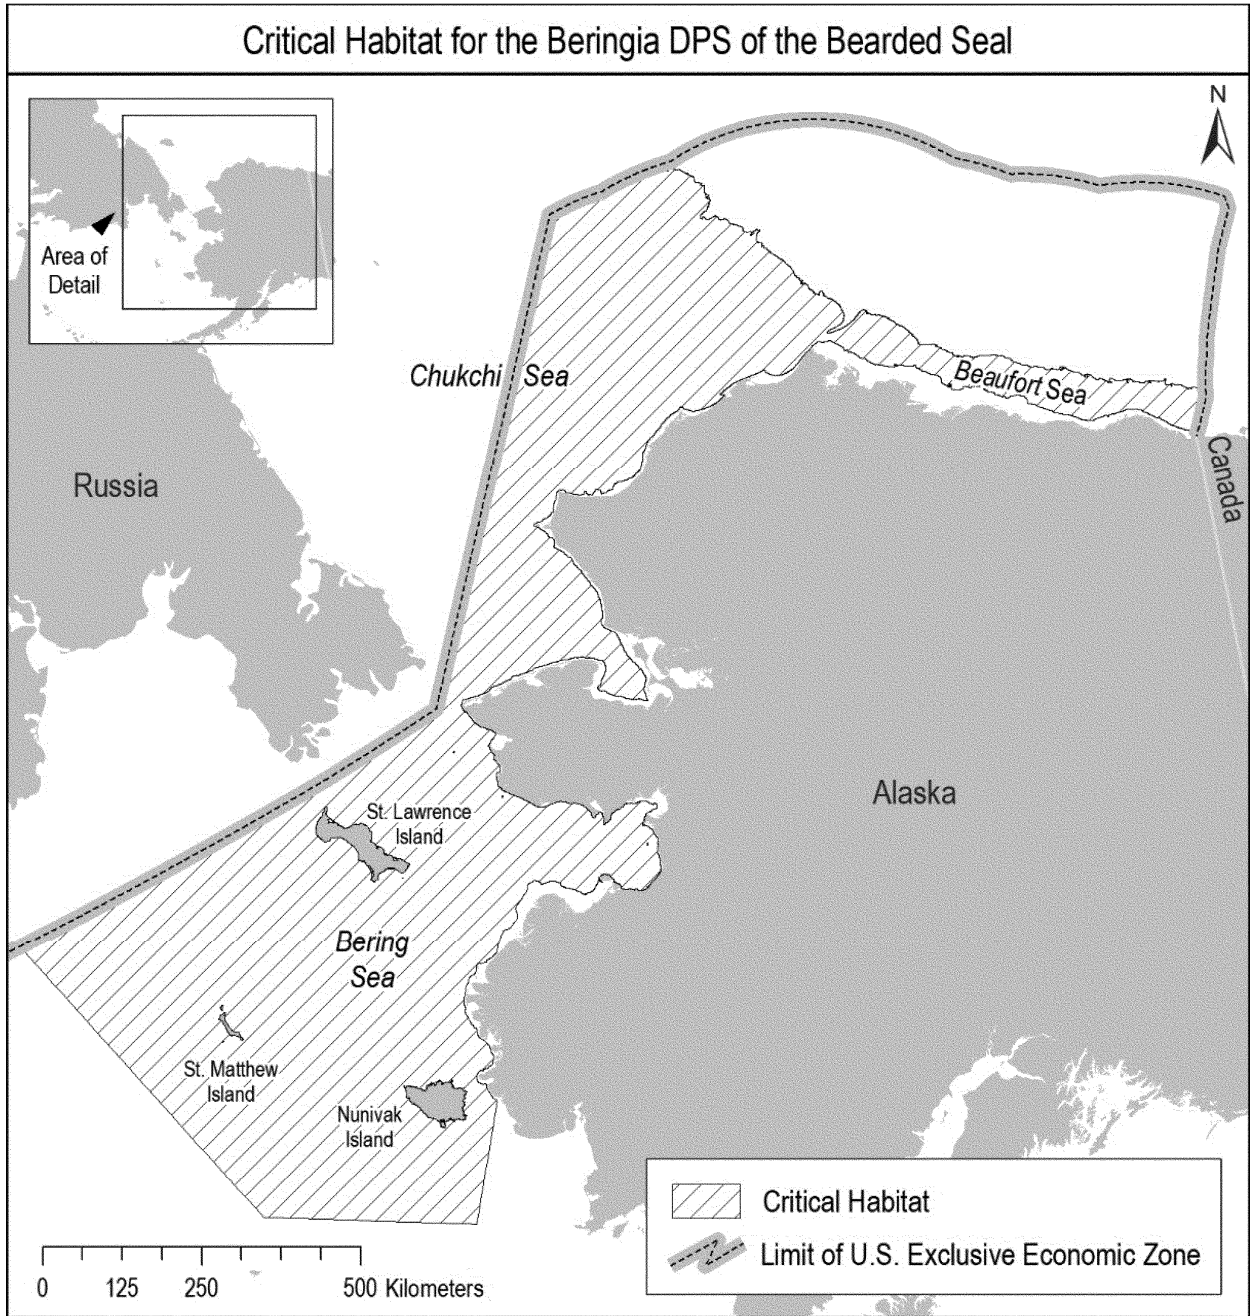 Critical Habitat for the Beringia DPS of the Bearded Seal
N
Area of
Detail
Chukchi Sea
Beaufort Sea
Russia
Canada
Alaska
St. Lawrence
Island
Bering
Sea
St. Matthew
Island
Nunivak
Island
Critical Habitat
Limit of U.S. Exclusive Economic Zone
0 125 250 500 Kilometers